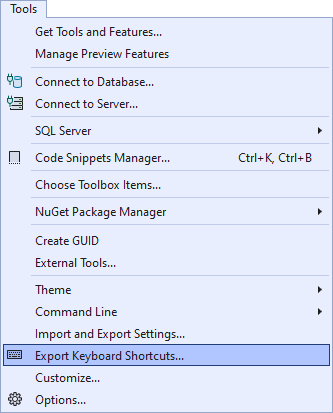 Tools
Get Tools and Features...
Manage Preview Features
Connect to Database...
Connect to Server...
SQL Server
Code Snippets Manager... Ctrl+K, Ctrl+B
Choose Toolbox Items...
NuGet Package Manager
Create GUID
External Tools...
Theme
Command Line
Import and Export Settings...
Export Keyboard Shortcuts...
Customize...
Options...